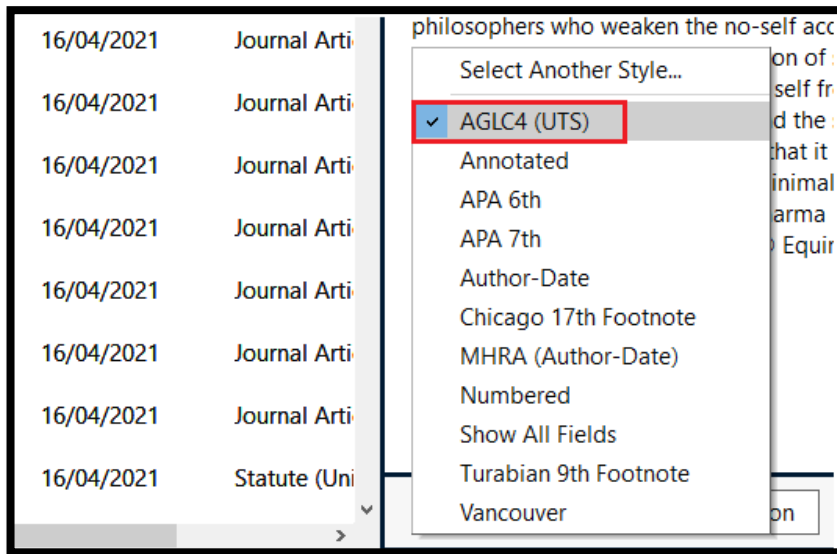 16/04/2021 Journal Arti
16/04/2021 Journal Arti
16/04/2021 Journal Arti
16/04/2021 Journal Arti
16/04/2021 Journal Arti
16/04/2021 Journal Arti
16/04/2021 Journal Arti
16/04/2021 Statute (Uni
philosophers who weaken the no-self acc
on of
self fr
d the
that it
inimal
arma
Equir
Select Another Style...
AGLC4 (UTS)
Annotated
APA 6th
APA 7th
Author-Date
Chicago 17th Footnote
MHRA (Author-Date)
Numbered
Show All Fields
Turabian 9th Footnote
Vancouver
on